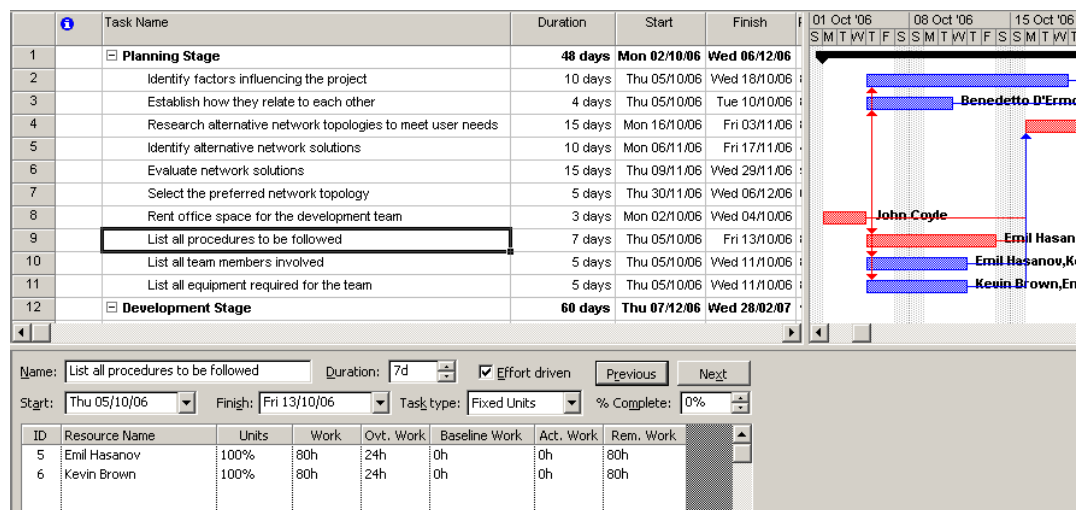 Task Name Duration Start Finish 01 Oct '06 08 Oct '06 15 Oct '06
S M T W T F S S M T W T F S S M T W T
1 Planning Stage 48 days Mon 02/10/06 Wed 06/12/06
2 Identify factors influencing the project 10 days Thu 05/10/06 Wed 18/10/06
3 Establish how they relate to each other 4 days Thu 05/10/06 Tue 10/10/06 Benedetto D'Ermo
4 Research alternative network topologies to meet user needs 15 days Mon 16/10/06 Fri 03/11/06
5 Identify alternative network solutions 10 days Mon 06/11/06 Fri 17/11/06
6 Evaluate network solutions 15 days Thu 09/11/06 Wed 29/11/06
7 Select the preferred network topology 5 days Thu 30/11/06 Wed 06/12/06
8 Rent office space for the development team 3 days Mon 02/10/06 Wed 04/10/06 John Coyle
9 List all procedures to be followed 7 days Thu 05/10/06 Fri 13/10/06 Emil Hasan
10 List all team members involved 5 days Thu 05/10/06 Wed 11/10/06 Emil Hasanov,Ke
11 List all equipment required for the team 5 days Thu 05/10/06 Wed 11/10/06 Kevin Brown,Em
12 Development Stage 60 days Thu 07/12/06 Wed 28/02/07
Name: List all procedures to be followed Duration: 7d Effort driven Previous Next
Start: Thu 05/10/06 Finish: Fri 13/10/06 Task type: Fixed Units % Complete: 0%
ID Resource Name Units Work Ovt. Work Baseline Work Act. Work Rem. Work
5 Emil Hasanov 100% 80h 24h 0h 0h 80h
6 Kevin Brown 100% 80h 24h 0h 0h 80h